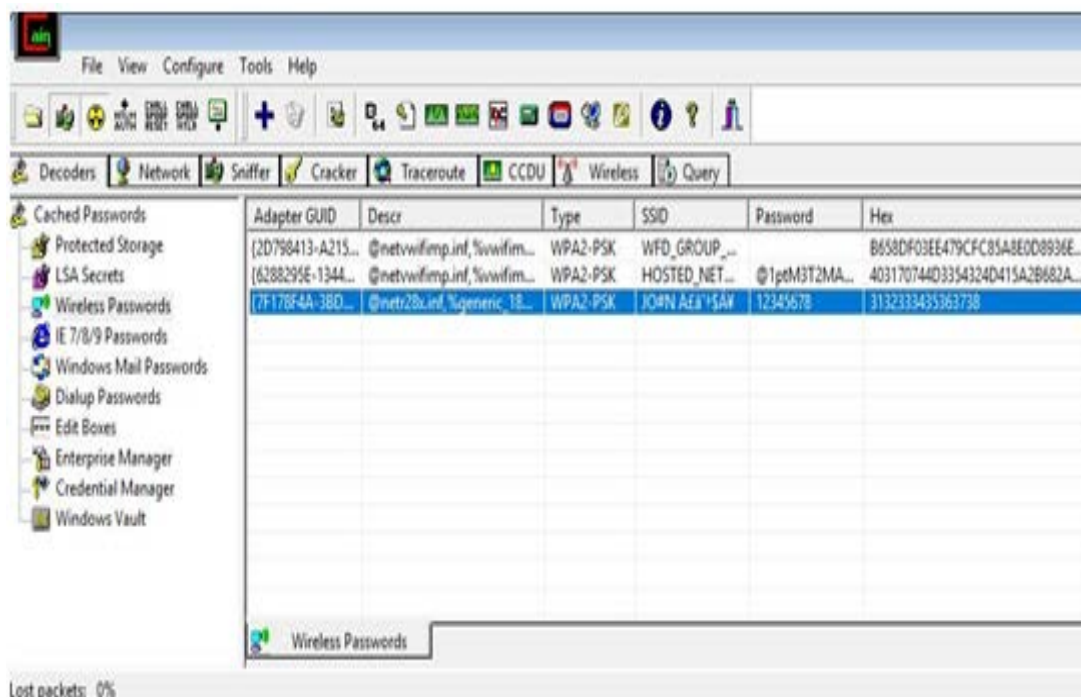 Cain
File View Configure Tools Help
Decoders Network Sniffer Cracker Traceroute CCDU Wireless Query
Cached Passwords
Protected Storage
LSA Secrets
Wireless Passwords
IE 7/8/9 Passwords
Windows Mail Passwords
Dialup Passwords
Edit Boxes
Enterprise Manager
Credential Manager
Windows Vault
Adapter GUID Descr Type SSID Password Hex
{2D798413-A215... @netvwifimp.inf,%vwifim... WPA2-PSK WFD_GROUP_... B658DF03EE479CFC85A8E0D8936E...
{6288295E-1344... @netvwifimp.inf,%vwifim... WPA2-PSK HOSTED_NET... @1ptM3T2MA... 403170744D3354324D415A2B682A...
{7F178F4A-3BD... @netr28x.inf,%generic_18... WPA2-PSK 12345678 3132333435363738
Wireless Passwords
Lost packets: 0%